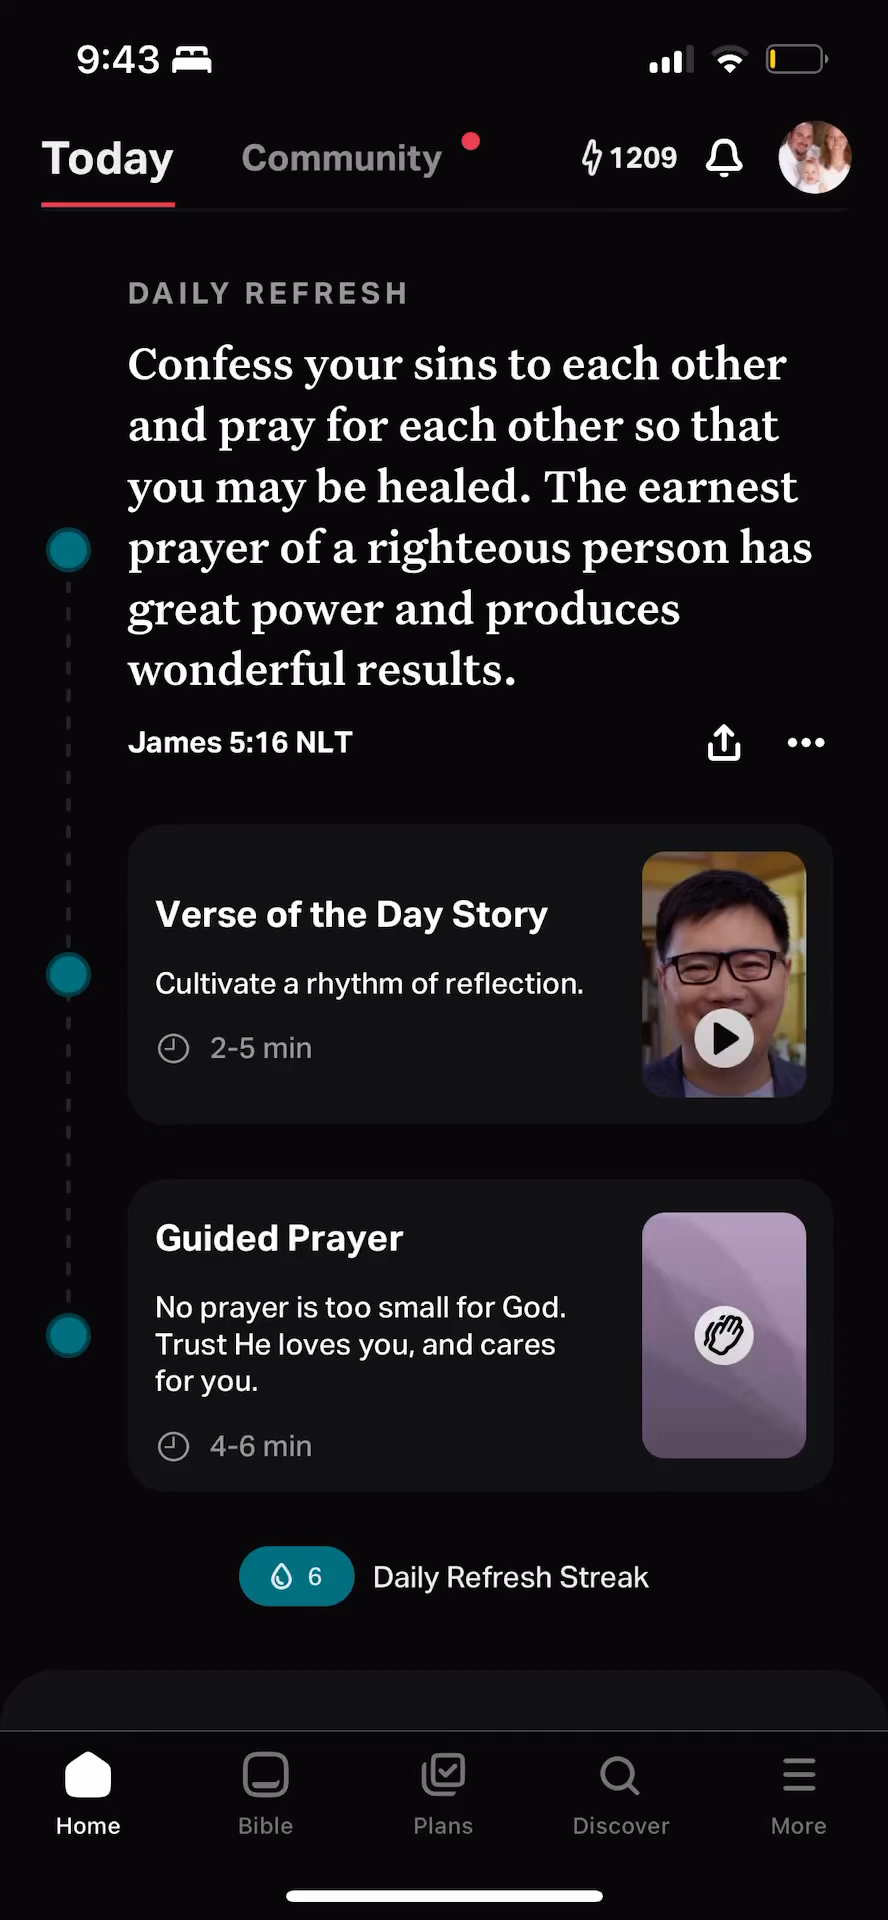 9:43
Today
Community
1209
DAILY REFRESH
Confess your sins to each other
and pray for each other so that
you may be healed. The earnest
prayer of a righteous person has
great power and produces
wonderful results.
James 5:16 NLT
Verse of the Day Story
Cultivate a rhythm of reflection.
2-5 min
Guided Prayer
No prayer is too small for God.
Trust He loves you, and cares
for you.
4-6 min
6
Daily Refresh Streak
Home
Bible
Plans
Discover
More